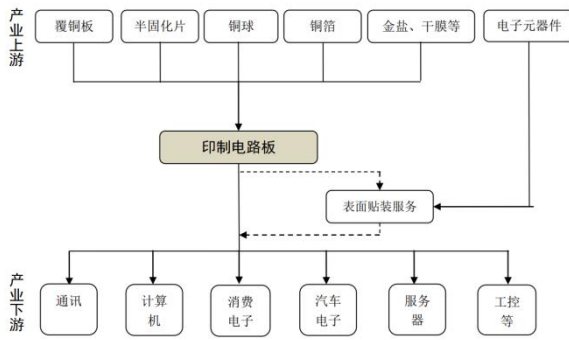 产业上游
覆铜板
半固化片
铜球
铜箔
金盐、干膜等
电子元器件
印制电路板
表面贴装服务
产业下游
通讯
计算
机
消费
电子
汽车
电子
服务
器
工控
等